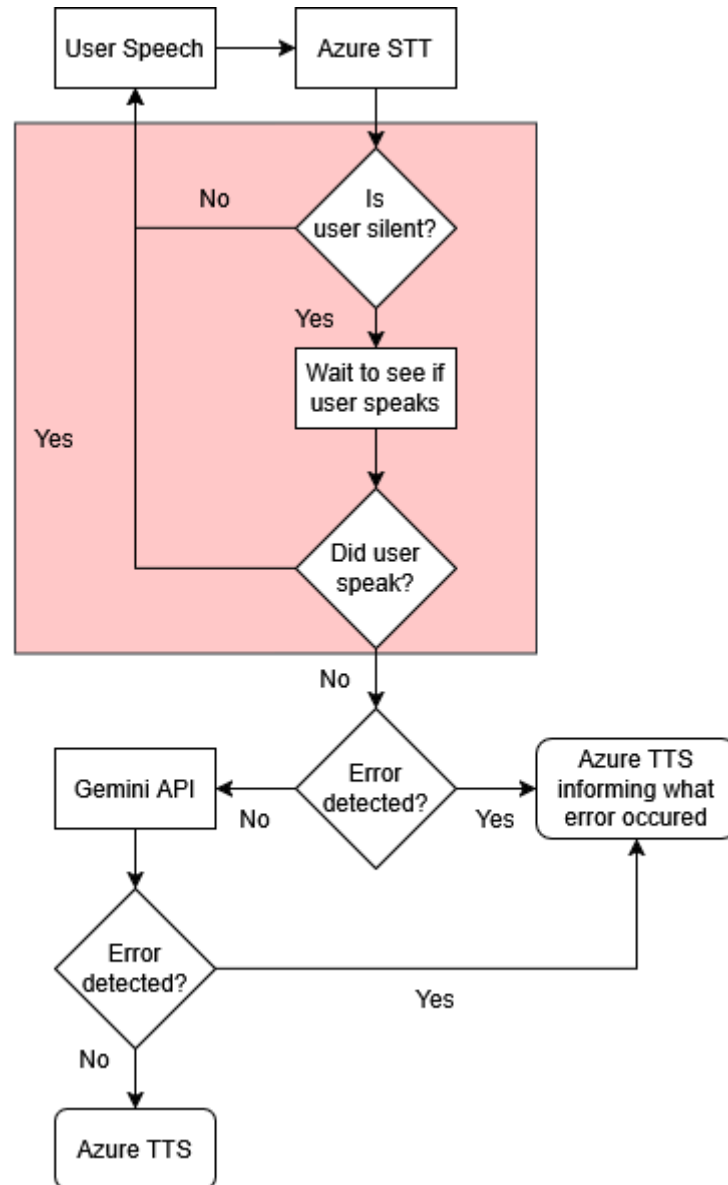 User Speech
Azure STT
Is
user silent?
No
Yes
Wait to see if
user speaks
Yes
Did user
speak?
No
Error
detected?
No
Yes
Gemini API
Azure TTS
informing what
error occured
Error
detected?
Yes
No
Azure TTS